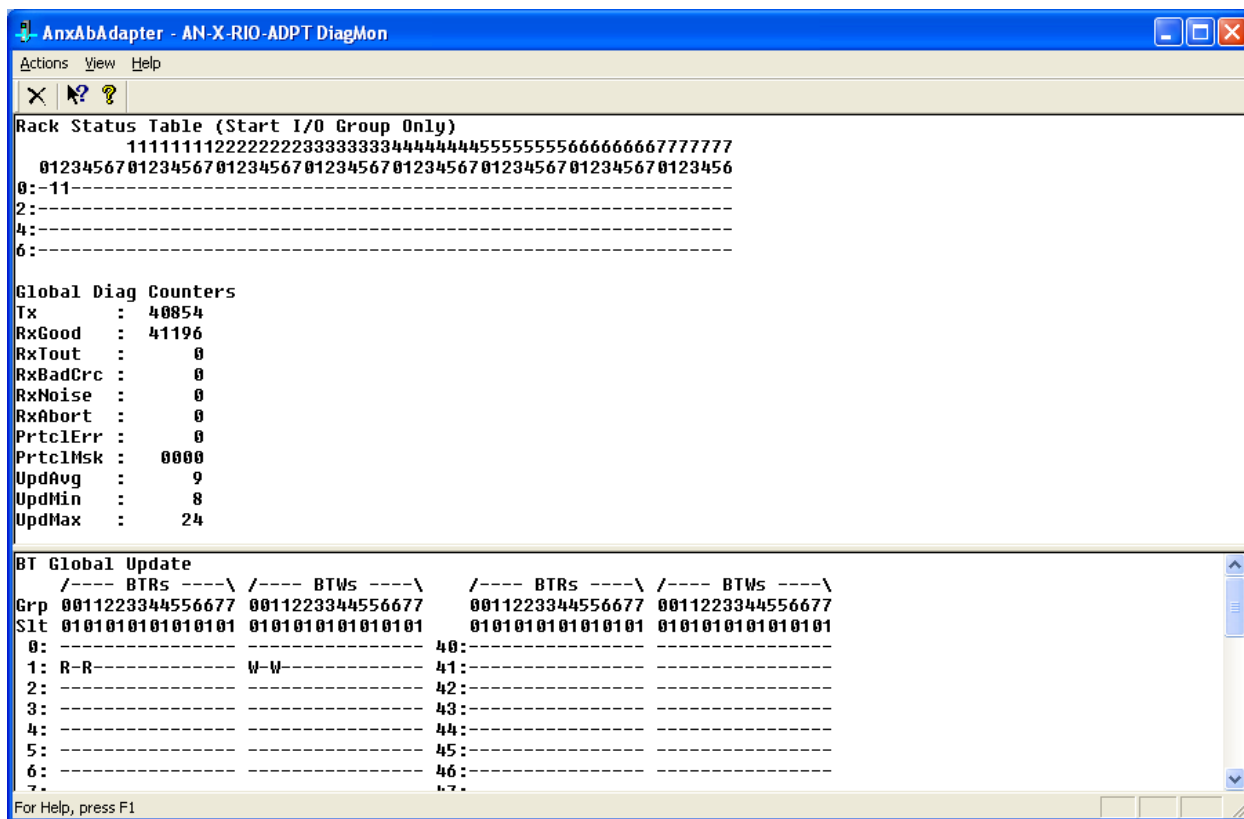 AnxAbAdapter - AN-X-RIO-ADPT DiagMon
Actions View Help
Rack Status Table (Start I/O Group Only)
1111111122222222333333334444444455555555666666667777777
012345670123456701234567012345670123456701234567012345670123456
0:-11------------------------------------------------------------
2:---------------------------------------------------------------
4:---------------------------------------------------------------
6:---------------------------------------------------------------
Global Diag Counters
Tx : 40854
RxGood : 41196
RxTout : 0
RxBadCrc : 0
RxNoise : 0
RxAbort : 0
PrtclErr : 0
PrtclMsk : 0000
UpdAvg : 9
UpdMin : 8
UpdMax : 24
BT Global Update
/---- BTRs ----\ /---- BTWs ----\ /---- BTRs ----\ /---- BTWs ----\
Grp 0011223344556677 0011223344556677 0011223344556677 0011223344556677
Slt 0101010101010101 0101010101010101 0101010101010101 0101010101010101
0: ---------------- ---------------- 40:---------------- ----------------
1: R-R------------- W-W------------- 41:---------------- ----------------
2: ---------------- ---------------- 42:---------------- ----------------
3: ---------------- ---------------- 43:---------------- ----------------
4: ---------------- ---------------- 44:---------------- ----------------
5: ---------------- ---------------- 45:---------------- ----------------
6: ---------------- ---------------- 46:---------------- ----------------
For Help, press F1